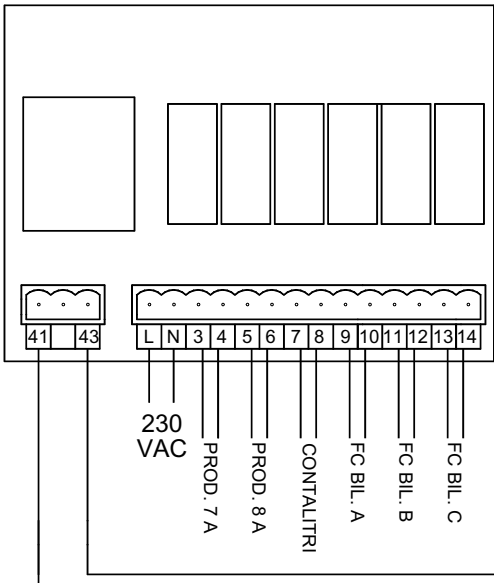 41 43 L N 3 4 5 6 7 8 9 10 11 12 13 14
230
VAC
PROD. 7 A
PROD. 8 A
CONTALITRI
FC BIL. A
FC BIL. B
FC BIL. C